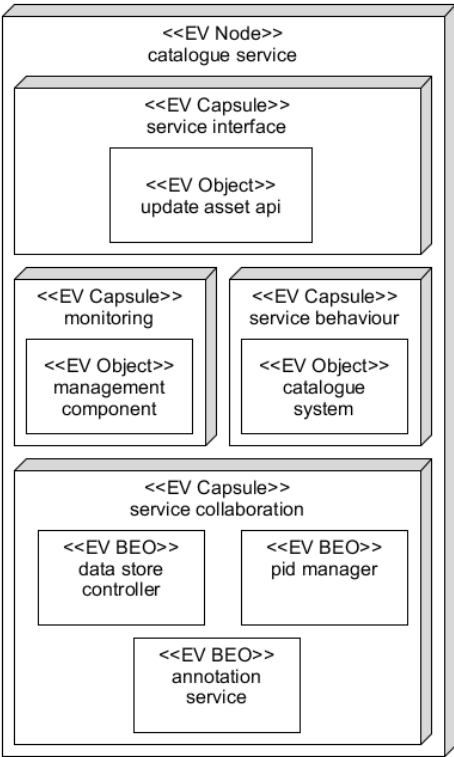 <<EV Node>>
catalogue service
<<EV Capsule>>
service interface
<<EV Object>>
update asset api
<<EV Capsule>>
monitoring
<<EV Object>>
management
component
<<EV Capsule>>
service behaviour
<<EV Object>>
catalogue
system
<<EV Capsule>>
service collaboration
<<EV BEO>>
data store
controller
<<EV BEO>>
pid manager
<<EV BEO>>
annotation
service